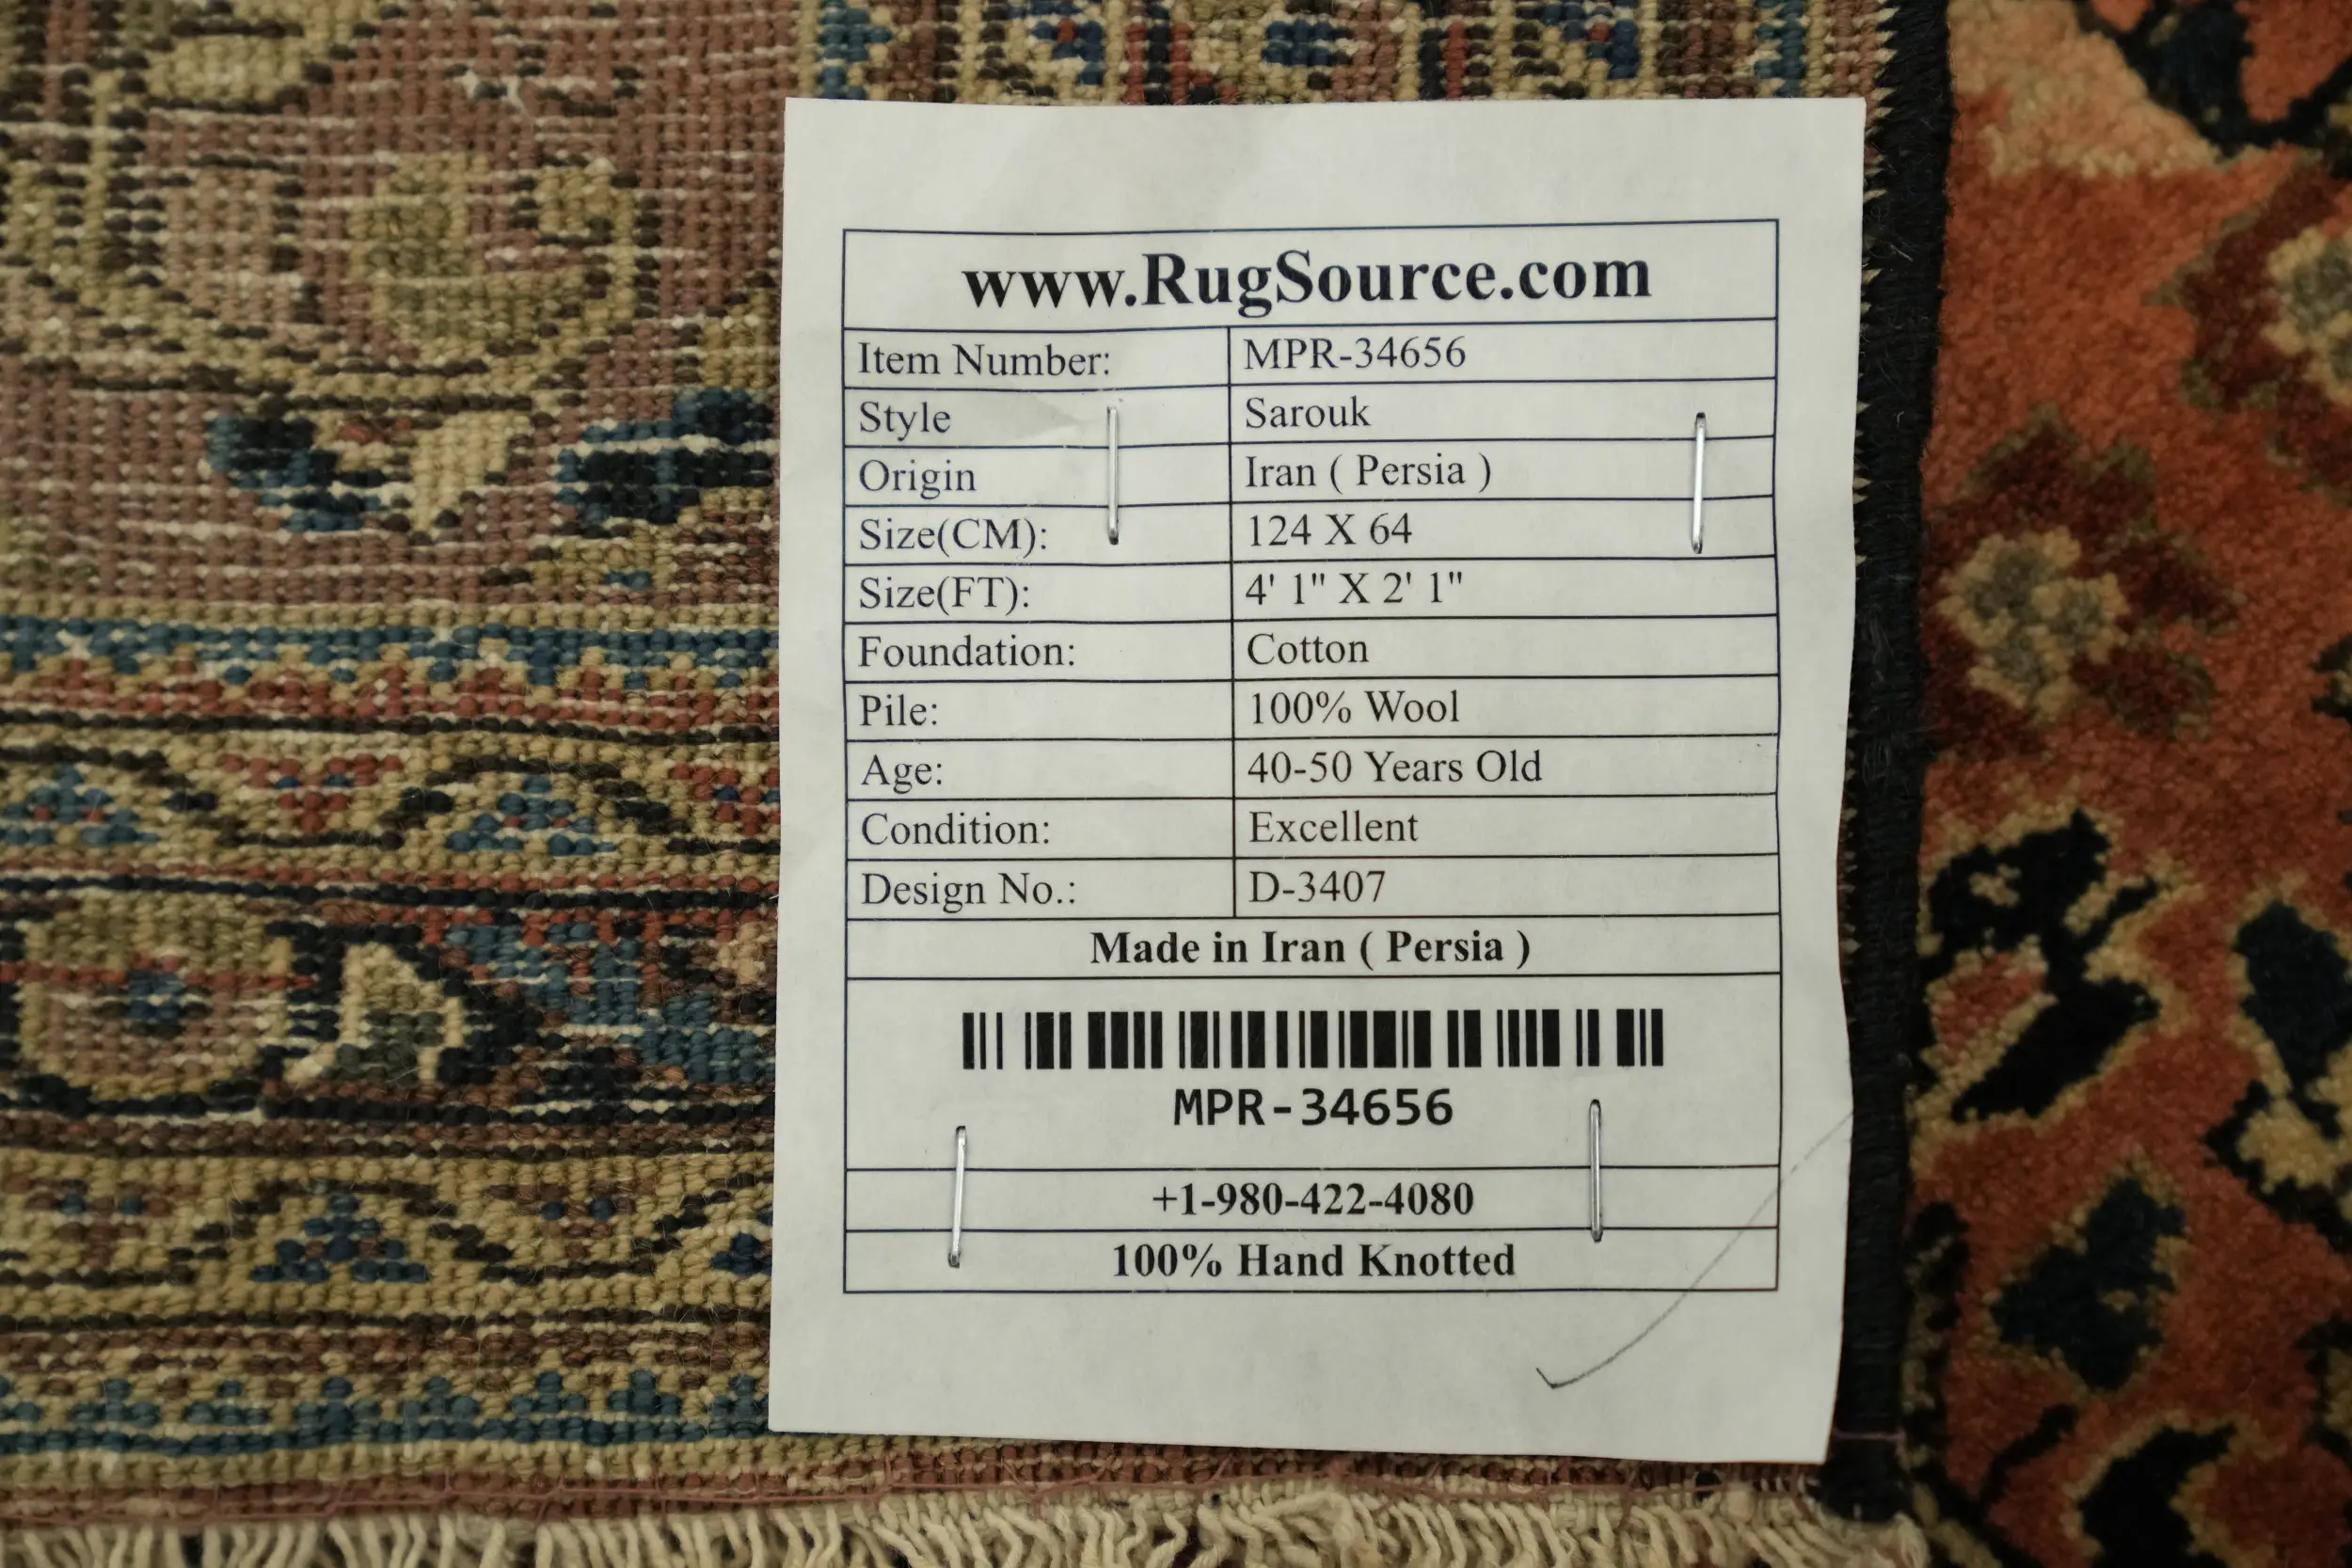 www.RugSource.com
Item Number: MPR-34656
Style Sarouk
Origin Iran ( Persia )
Size(CM): 124 X 64
Size(FT): 4' 1" X 2' 1"
Foundation: Cotton
Pile: 100% Wool
Age: 40-50 Years Old
Condition: Excellent
Design No.: D-3407
Made in Iran ( Persia )
MPR-34656
+1-980-422-4080
100% Hand Knotted